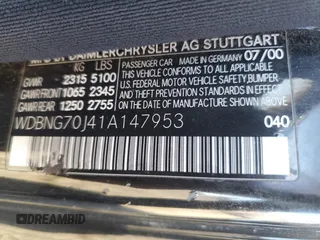 MFG BY DAIMLERCHRYSLER AG STUTTGART
KG LBS
GVWR 2315 5100
GAWR FRONT 1065 2345
GAWR REAR 1250 2755
MADE IN GERMANY 07/00
PASSENGER CAR
THIS VEHICLE CONFORMS TO ALL APPLICABLE U.S. FEDERAL MOTOR VEHICLE SAFETY, BUMPER, AND THEFT PREVENTION STANDARDS IN EFFECT ON THE DATE OF MANUFACTURE SHOWN ABOVE.
WDBNG70J41A147953
040
DREAMBID